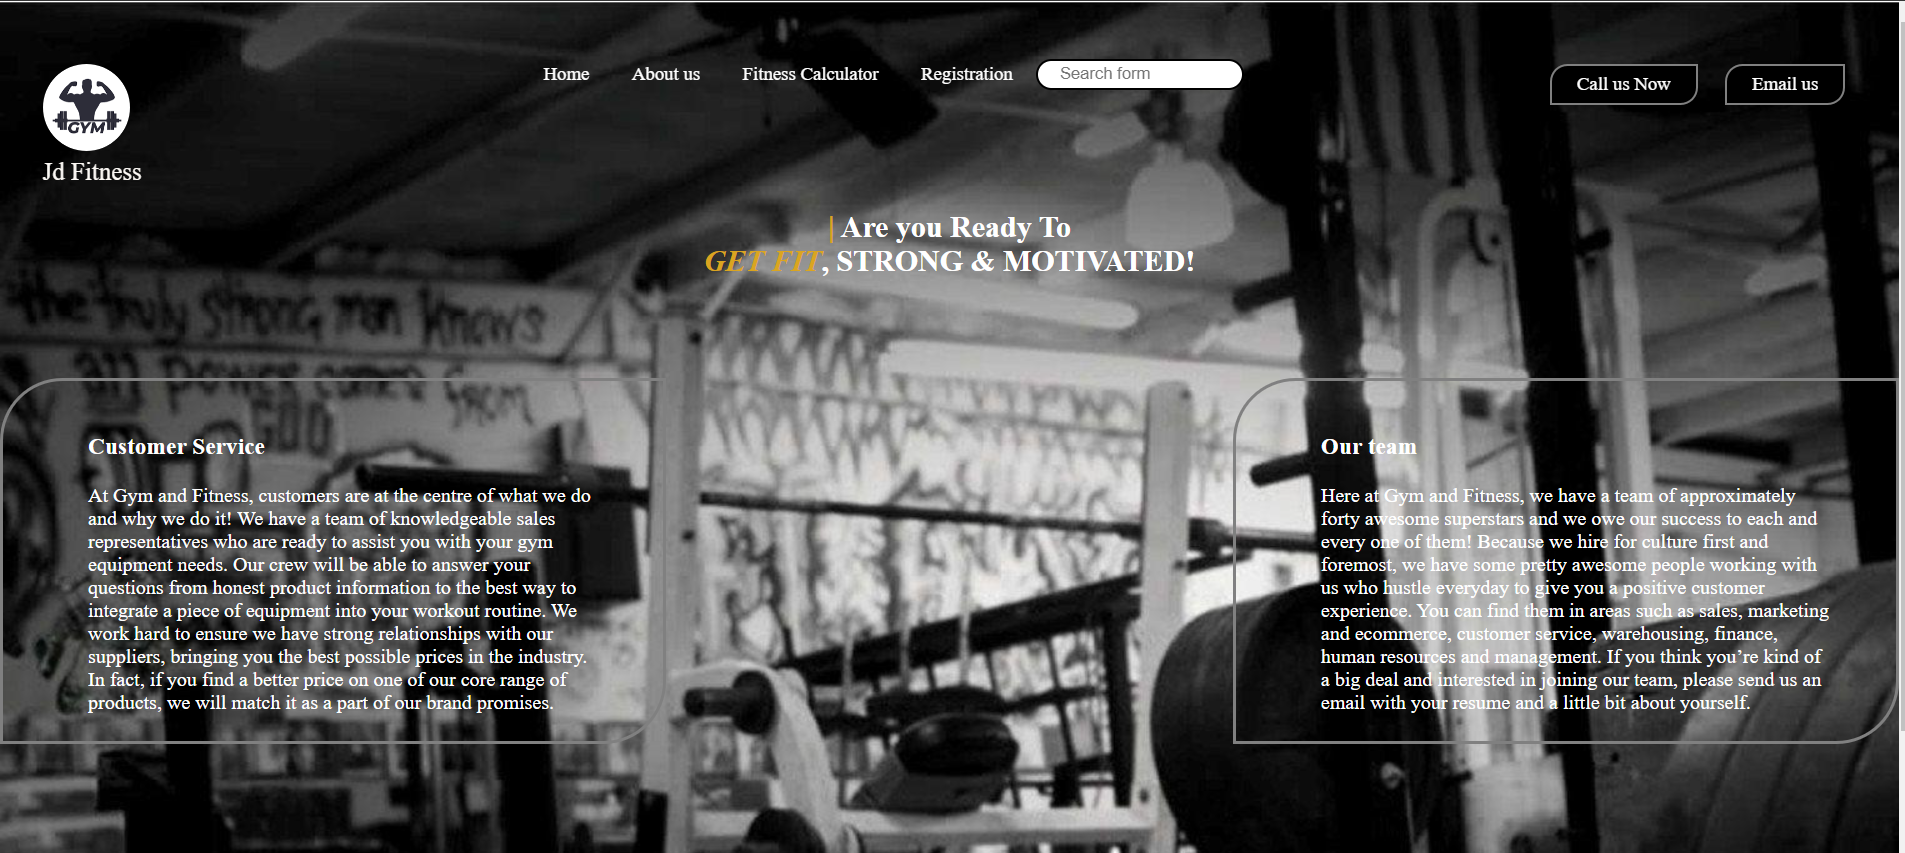 Home About us Fitness Calculator Registration Search form
Call us Now Email us
GYM
Jd Fitness
| Are you Ready To
GET FIT, STRONG & MOTIVATED!
the truly strong man knows
all power comes from
GOD
Customer Service
At Gym and Fitness, customers are at the centre of what we do
and why we do it! We have a team of knowledgeable sales
representatives who are ready to assist you with your gym
equipment needs. Our crew will be able to answer your
questions from honest product information to the best way to
integrate a piece of equipment into your workout routine. We
work hard to ensure we have strong relationships with our
suppliers, bringing you the best possible prices in the industry.
In fact, if you find a better price on one of our core range of
products, we will match it as a part of our brand promises.
Our team
Here at Gym and Fitness, we have a team of approximately
forty awesome superstars and we owe our success to each and
every one of them! Because we hire for culture first and
foremost, we have some pretty awesome people working with
us who hustle everyday to give you a positive customer
experience. You can find them in areas such as sales, marketing
and ecommerce, customer service, warehousing, finance,
human resources and management. If you think you’re kind of
a big deal and interested in joining our team, please send us an
email with your resume and a little bit about yourself.